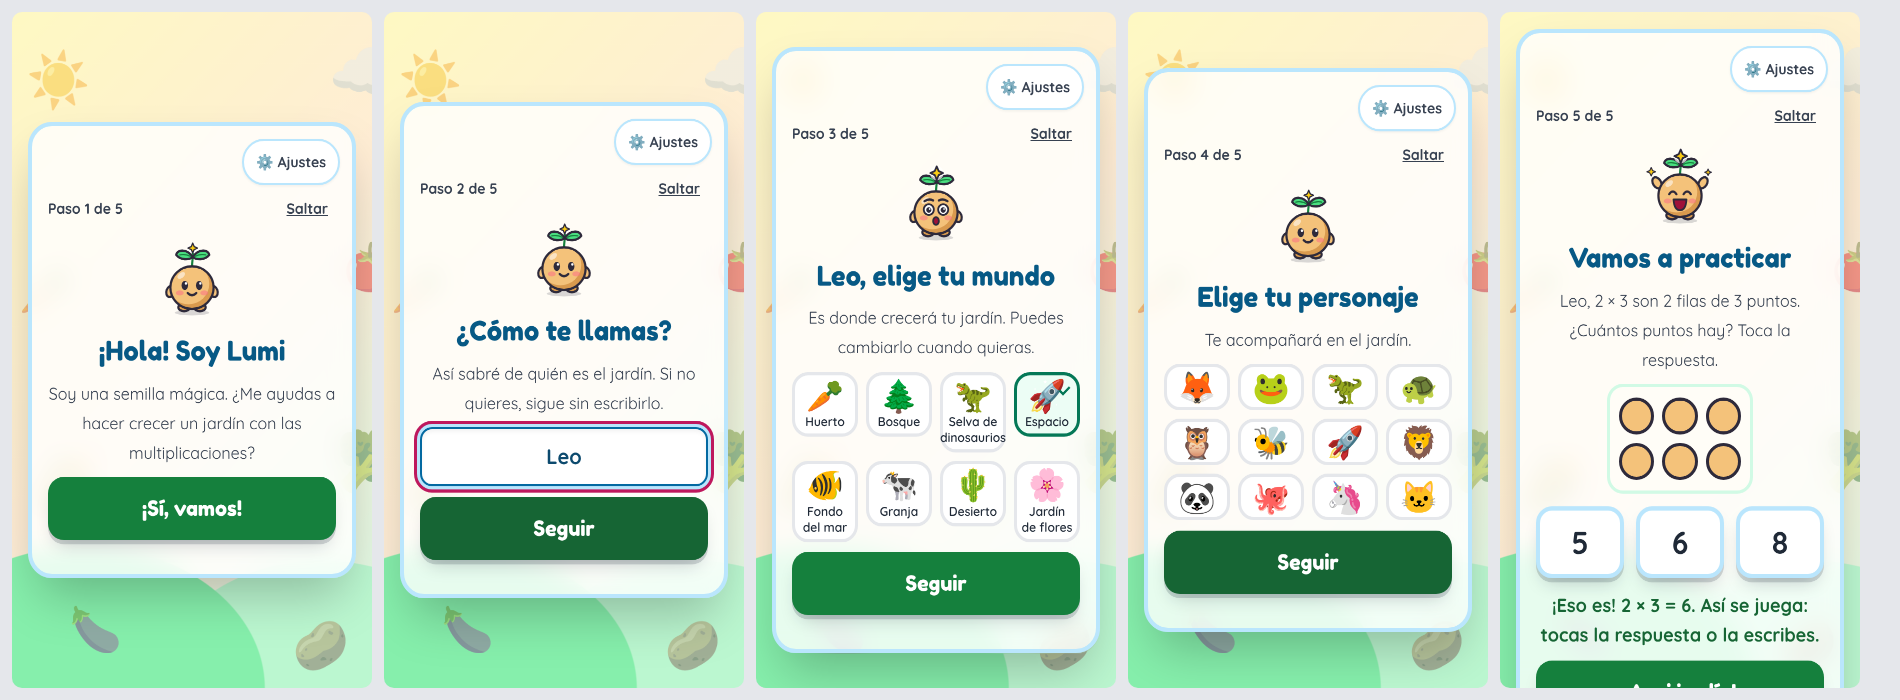 Ajustes
Paso 1 de 5
Saltar
¡Hola! Soy Lumi
Soy una semilla mágica. ¿Me ayudas a
hacer crecer un jardín con las
multiplicaciones?
¡Sí, vamos!
Ajustes
Paso 2 de 5
Saltar
¿Cómo te llamas?
Así sabré de quién es el jardín. Si no
quieres, sigue sin escribirlo.
Leo
Seguir
Ajustes
Paso 3 de 5
Saltar
Leo, elige tu mundo
Es donde crecerá tu jardín. Puedes
cambiarlo cuando quieras.
Huerto
Bosque
Selva de
dinosaurios
Espacio
Fondo
del mar
Granja
Desierto
Jardín
de flores
Seguir
Ajustes
Paso 4 de 5
Saltar
Elige tu personaje
Te acompañará en el jardín.
Seguir
Ajustes
Paso 5 de 5
Saltar
Vamos a practicar
Leo, 2 × 3 son 2 filas de 3 puntos.
¿Cuántos puntos hay? Toca la
respuesta.
5
6
8
¡Eso es! 2 × 3 = 6. Así se juega:
tocas la respuesta o la escribes.